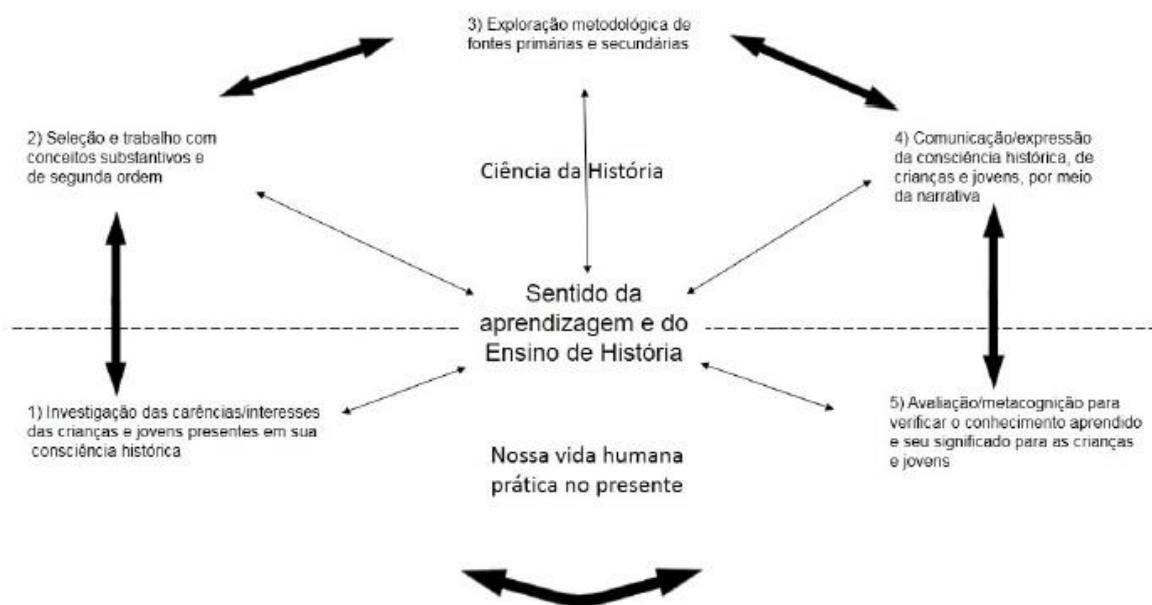 3) Exploração metodológica de
fontes primárias e secundárias
2) Seleção e trabalho com
conceitos substantivos e
de segunda ordem
4) Comunicação/expressão
da consciência histórica, de
crianças e jovens, por meio
da narrativa
Ciência da História
Sentido da
aprendizagem e do
Ensino de História
1) Investigação das carências/interesses
das crianças e jovens presentes em sua
consciência histórica
5) Avaliação/metacognição para
verificar o conhecimento aprendido
e seu significado para as crianças
e jovens
Nossa vida humana
prática no presente